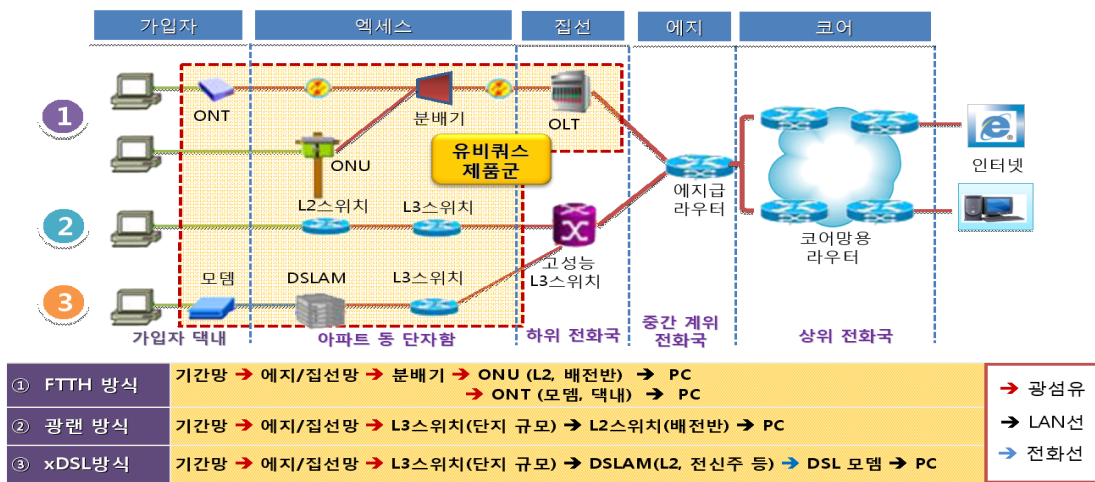 가입자 엑세스 집선 에지 코어
1
ONT
분배기
OLT
ONU
유비쿼스
제품군
인터넷
에지급
라우터
L2스위치 L3스위치
2
코어망용
라우터
고성능
L3스위치
모뎀 DSLAM L3스위치
3
가입자 댁내 아파트 동 단자함 하위 전화국 중간 계위
전화국 상위 전화국
① FTTH 방식 기간망 → 에지/집선망 → 분배기 → ONU (L2, 배전반) → PC
→ ONT (모뎀, 댁내) → PC
② 광랜 방식 기간망 → 에지/집선망 → L3스위치(단지 규모) → L2스위치(배전반) → PC
③ xDSL방식 기간망 → 에지/집선망 → L3스위치(단지 규모) → DSLAM(L2, 전신주 등) → DSL 모뎀 → PC
→ 광섬유
→ LAN선
→ 전화선